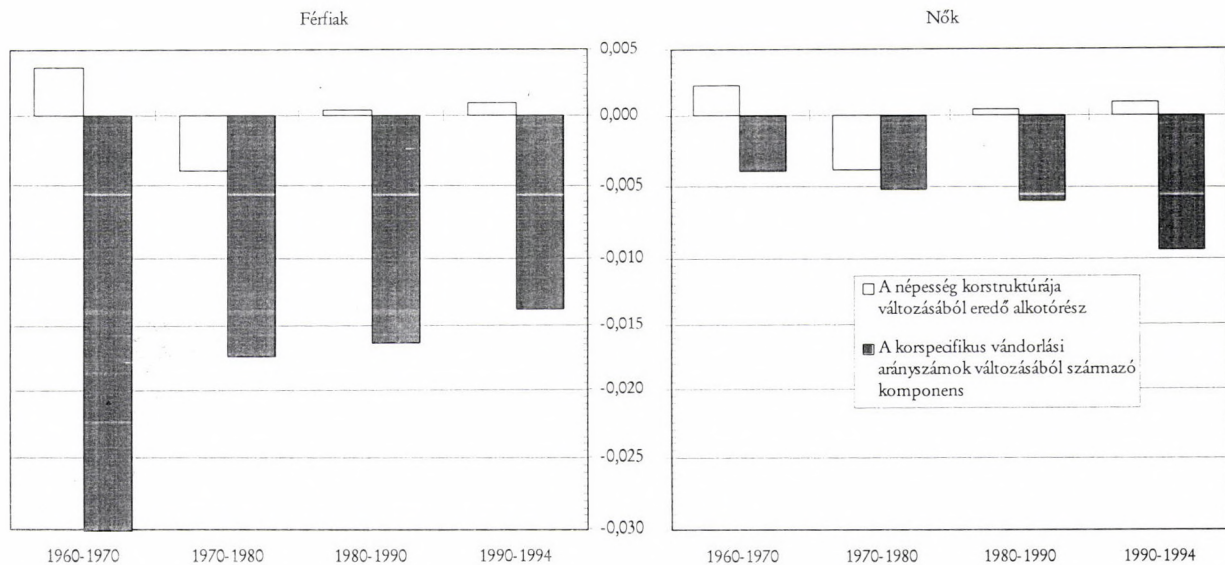 Férfiak
Nők
0,005
0,000
-0,005
-0,010
-0,015
-0,020
-0,025
-0,030
A népesség korstruktúrája
változásából eredő alkotórész
A korspecifikus vándorlási
arányszámok változásából származó
komponens
1960-1970
1970-1980
1980-1990
1990-1994
1960-1970
1970-1980
1980-1990
1990-1994